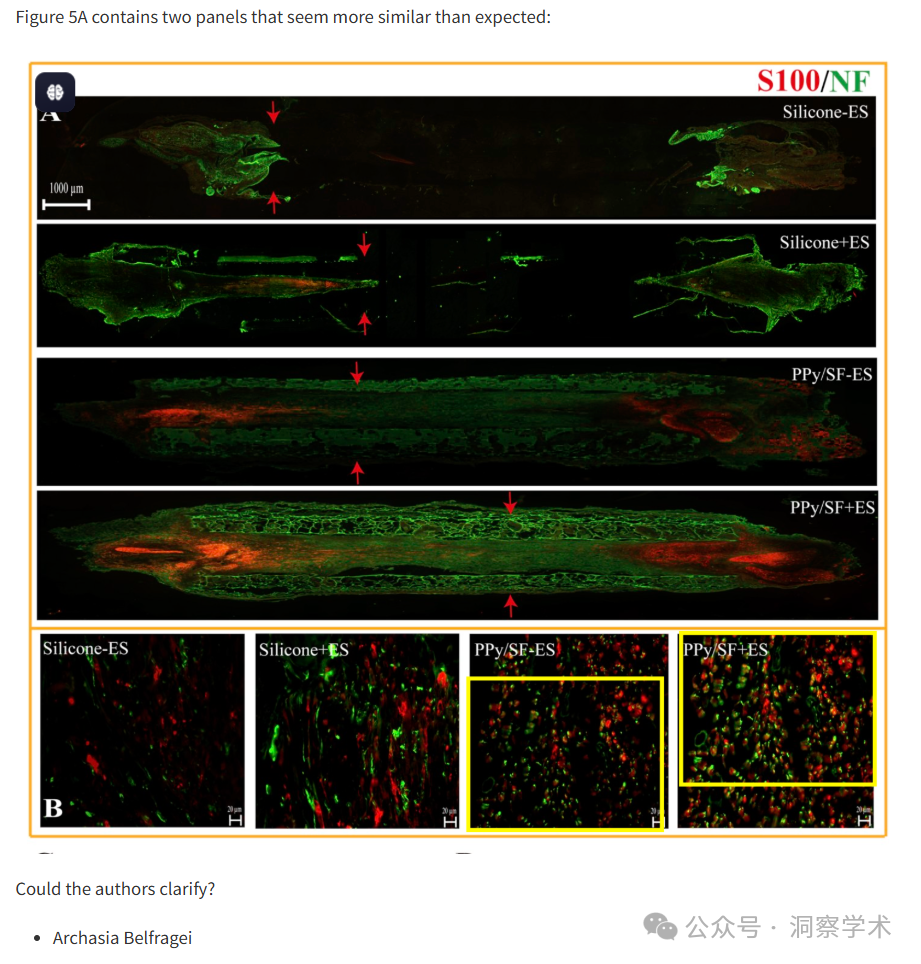 Figure 5A contains two panels that seem more similar than expected:
S100/NF
A
Silicone-ES
1000 μm
Silicone+ES
PPy/SF-ES
PPy/SF+ES
Silicone-ES
Silicone+ES
PPy/SF-ES
PPy/SF+ES
B
20 μm
20 μm
20
20 μm
Could the authors clarify?
• Archasia Belfragei
公众号 · 洞察学术